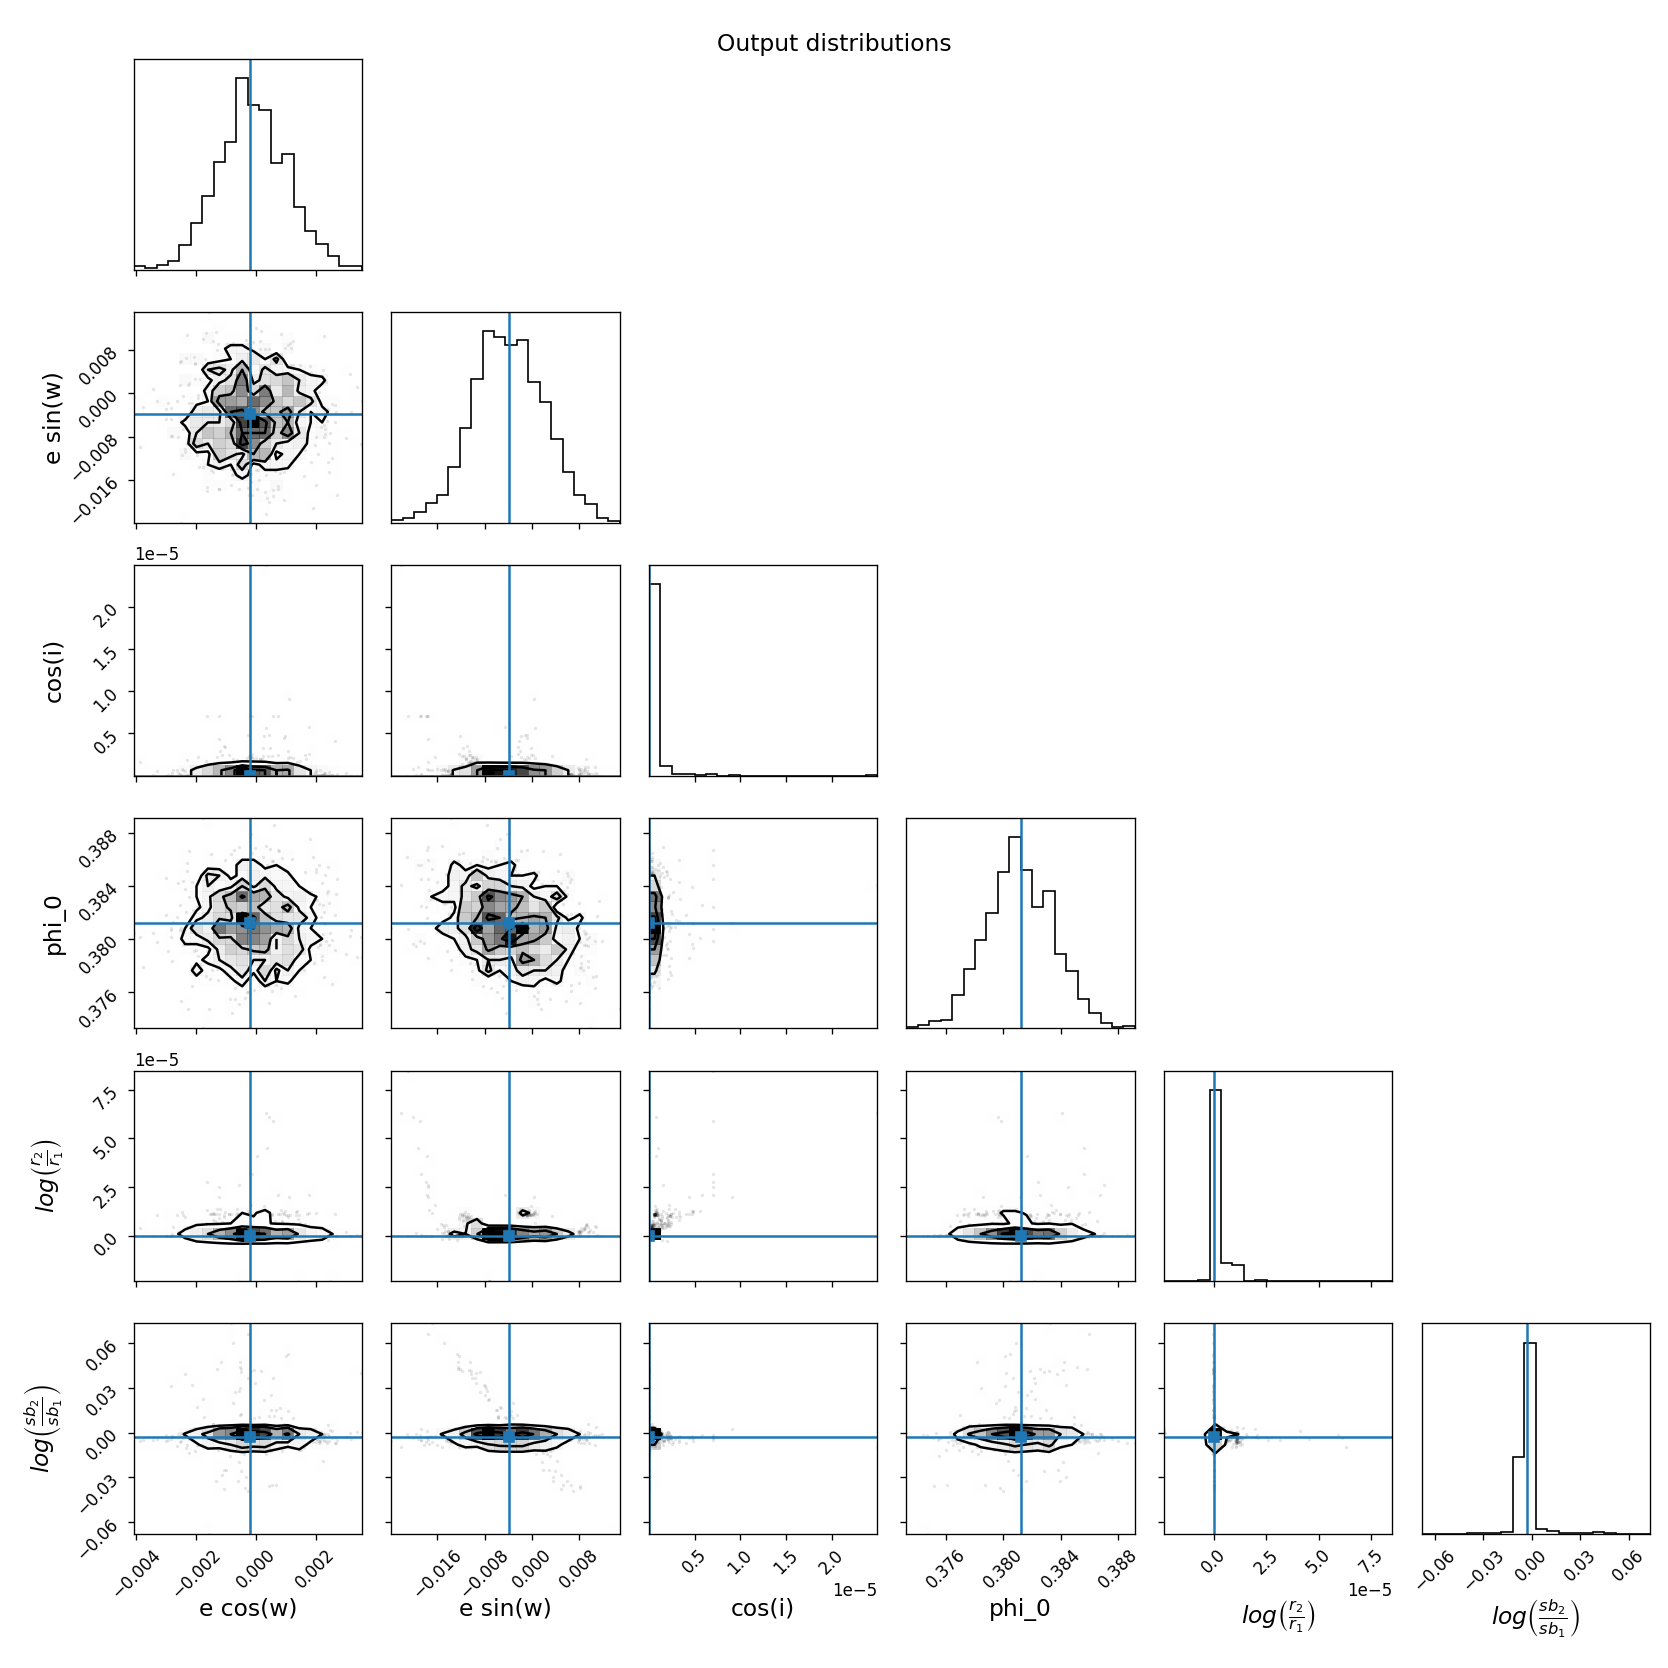 Output distributions
0.008
0.000
−0.008
−0.016
e sin(w)
1e−5
2.0
1.5
1.0
0.5
cos(i)
0.388
0.384
0.380
0.376
phi_0
1e−5
7.5
5.0
2.5
0.0
log(r₂/r₁)
0.06
0.03
0.00
−0.03
−0.06
log(sb₂/sb₁)
−0.004 −0.002 0.000 0.002
−0.016 −0.008 0.000 0.008
0.5 1.0 1.5 2.0
0.376 0.380 0.384 0.388
0.0 2.5 5.0 7.5
−0.06 −0.03 0.00 0.03 0.06
1e−5 1e−5
e cos(w) e sin(w) cos(i) phi_0 log(r₂/r₁) log(sb₂/sb₁)